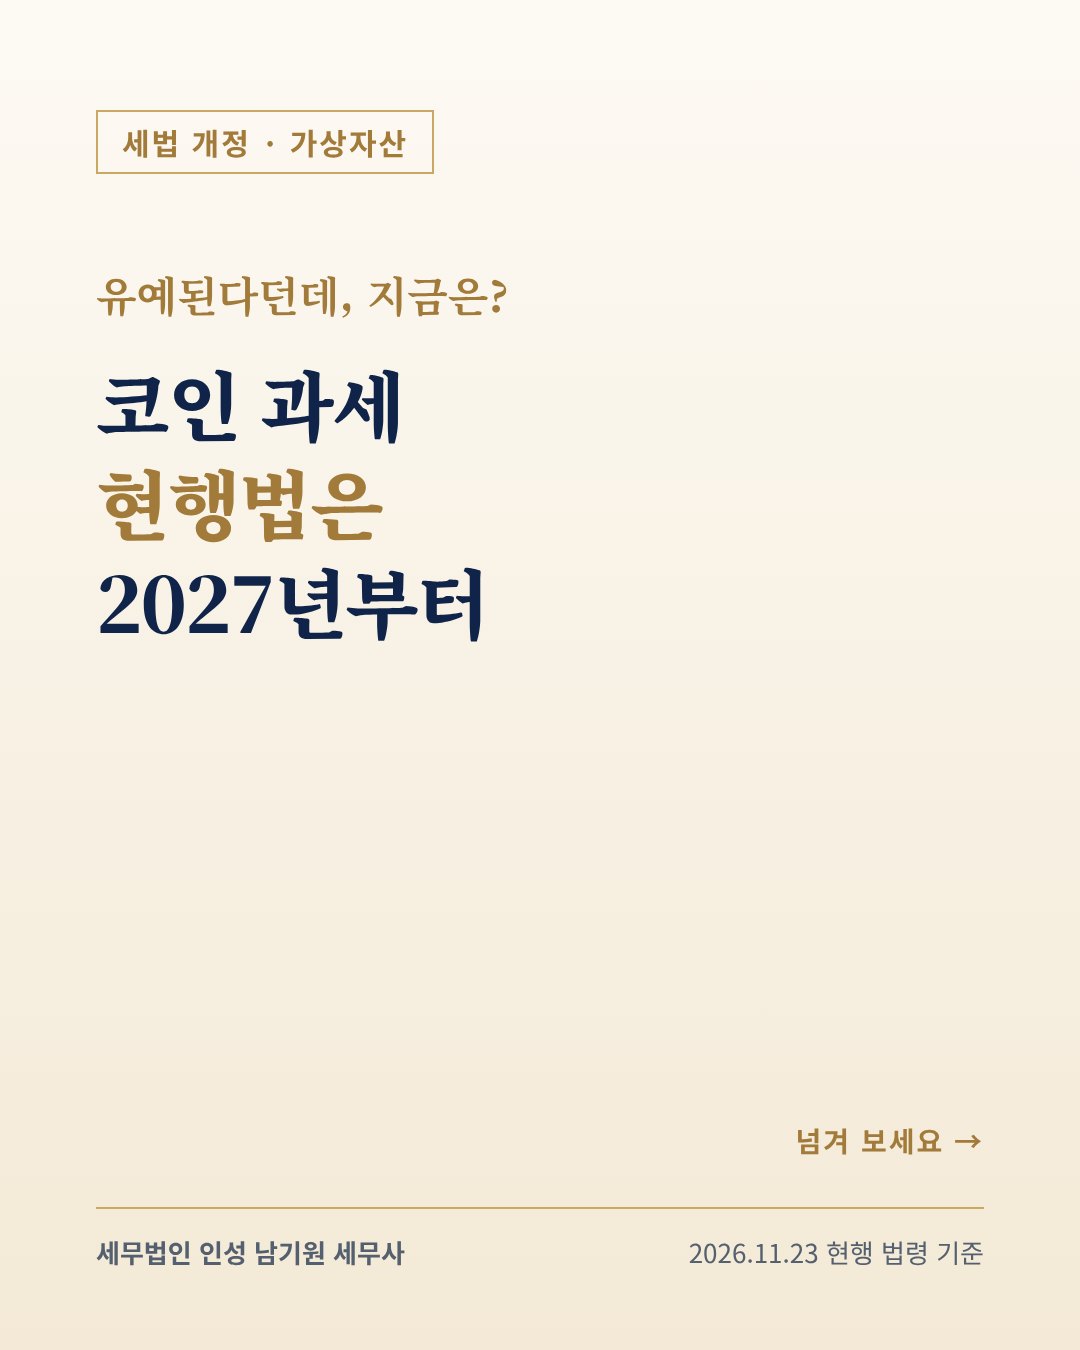 세법 개정 · 가상자산
유예된다던데, 지금은?
코인 과세
현행법은
2027년부터
넘겨 보세요 →
세무법인 인성 남기원 세무사
2026.11.23 현행 법령 기준